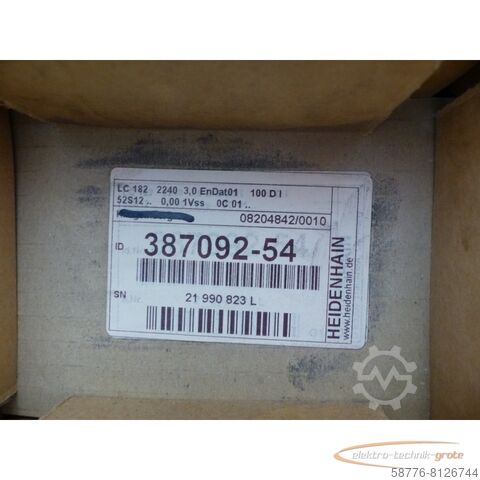 LC 182 2240 3,0 EnDat01 100 D I
52S12 .. 0,00 1Vss 0C 01 ..
08204842/0010
ID 387092-54
SN 21 990 823 L
HEIDENHAIN
www.heidenhain.de
elektro-technik-grote
58776-8126744